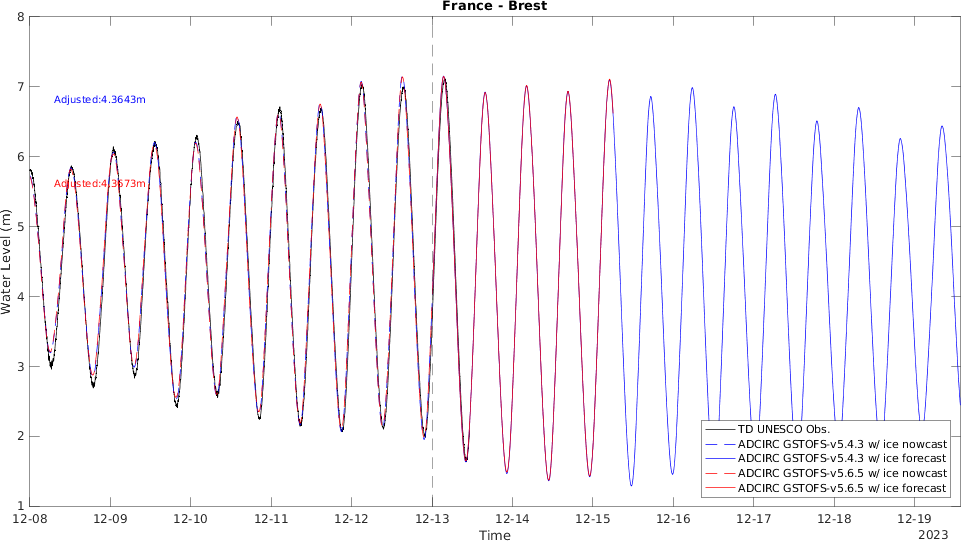 France - Brest
8
7
6
5
4
3
2
1
Water Level (m)
Adjusted:4.3643m
Adjusted:4.3673m
TD UNESCO Obs.
ADCIRC GSTOFS-v5.4.3 w/ ice nowcast
ADCIRC GSTOFS-v5.4.3 w/ ice forecast
ADCIRC GSTOFS-v5.6.5 w/ ice nowcast
ADCIRC GSTOFS-v5.6.5 w/ ice forecast
12-08 12-09 12-10 12-11 12-12 12-13 12-14 12-15 12-16 12-17 12-18 12-19
Time
2023